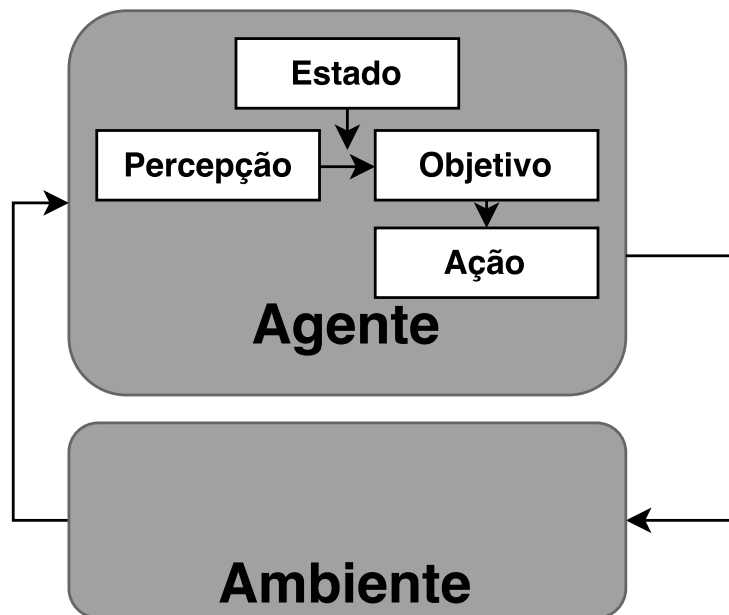 Estado
Percepção
Objetivo
Ação
Agente
Ambiente